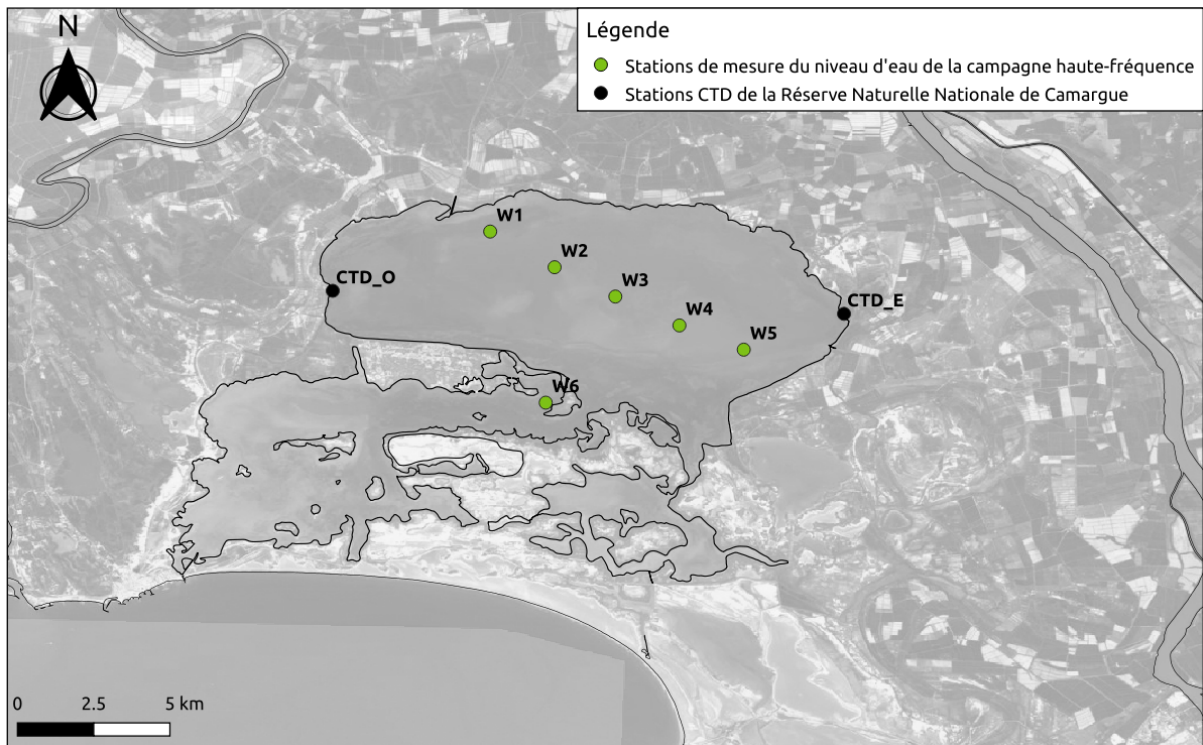 N
Légende
Stations de mesure du niveau d'eau de la campagne haute-fréquence
Stations CTD de la Réserve Naturelle Nationale de Camargue
W1
W2
CTD_O
W3
CTD_E
W4
W5
W6
0 2.5 5 km